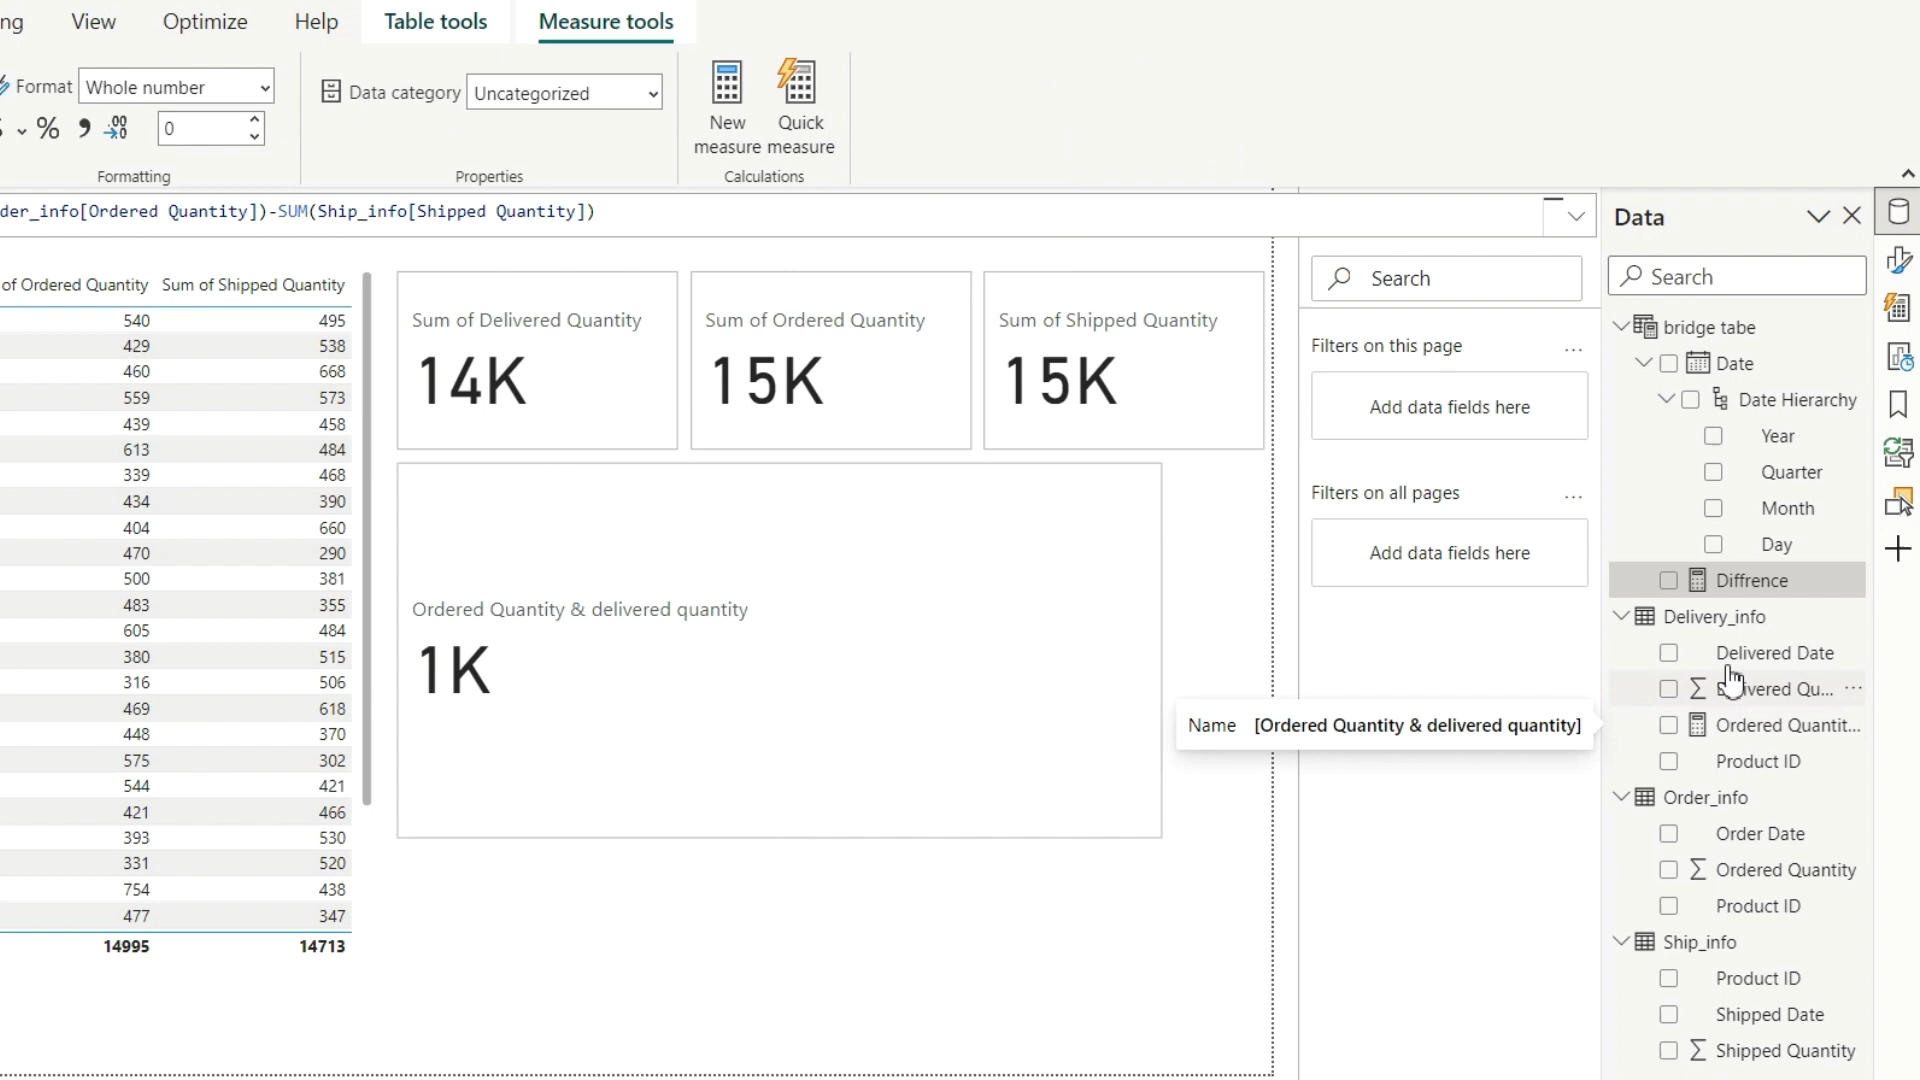 ng View Optimize Help Table tools Measure tools
Format Whole number
Data category Uncategorized
% 0
New measure
Quick measure
Formatting Properties Calculations
der_info[Ordered Quantity])-SUM(Ship_info[Shipped Quantity])
of Ordered Quantity Sum of Shipped Quantity
540 495
429 538
460 668
559 573
439 458
613 484
339 468
434 390
404 660
470 290
500 381
483 355
605 484
380 515
316 506
469 618
448 370
575 302
544 421
421 466
393 530
331 520
754 438
477 347
14995 14713
Sum of Delivered Quantity
14K
Sum of Ordered Quantity
15K
Sum of Shipped Quantity
15K
Ordered Quantity & delivered quantity
1K
Search
Filters on this page ...
Add data fields here
Filters on all pages ...
Add data fields here
Name [Ordered Quantity & delivered quantity]
Data
Search
bridge tabe
Date
Date Hierarchy
Year
Quarter
Month
Day
Diffrence
Delivery_info
Delivered Date
ivered Qu... ...
Ordered Quantit...
Product ID
Order_info
Order Date
Σ Ordered Quantity
Product ID
Ship_info
Product ID
Shipped Date
Σ Shipped Quantity